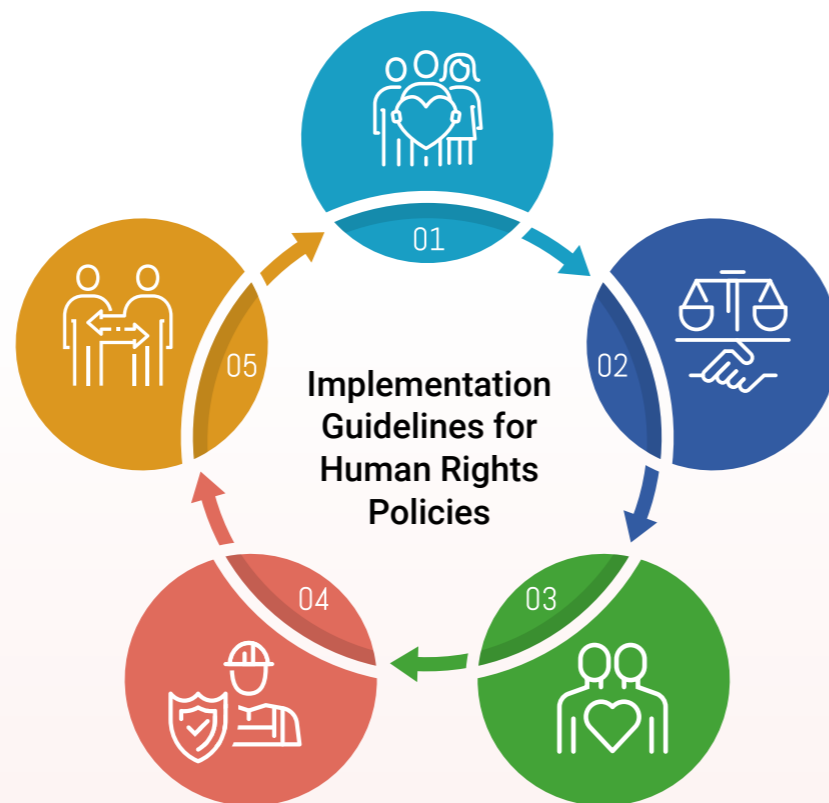 01
02
Implementation
Guidelines for
Human Rights
Policies
05
04
03